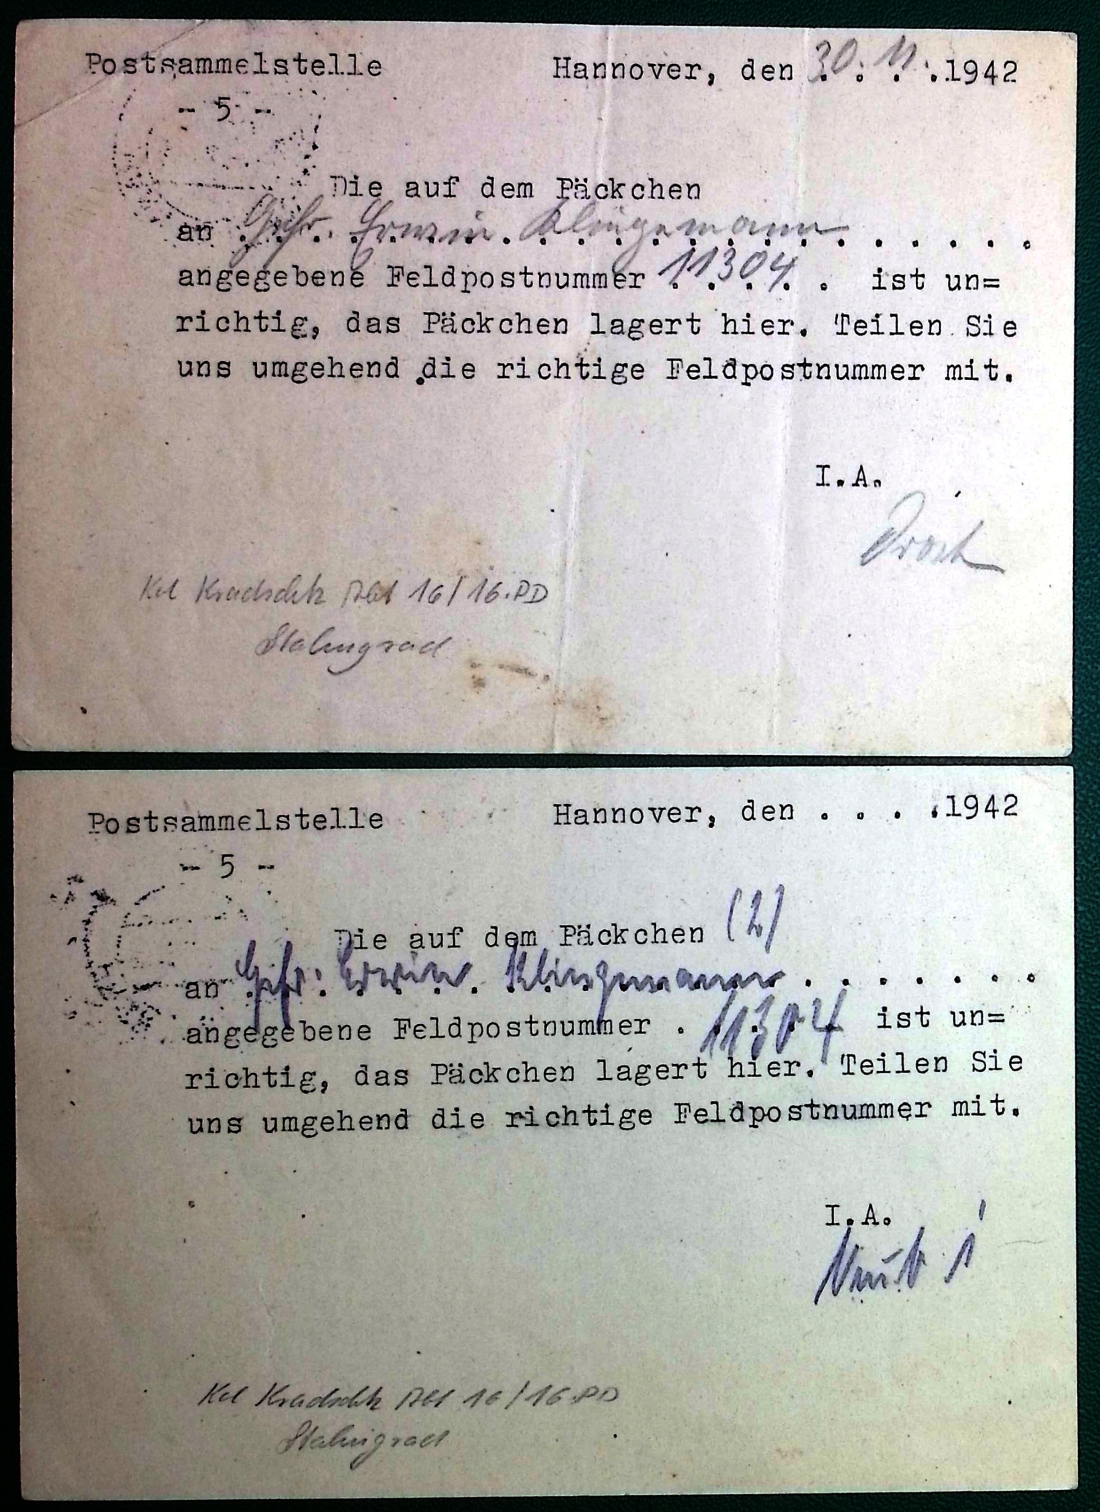 Postsammelstelle Hannover, den 30. 11. .1942
- 5 -
Die auf dem Päckchen
an Gefr. Erwin Klingemann . . . . . .
angegebene Feldpostnummer 11304 . ist un=
richtig, das Päckchen lagert hier. Teilen Sie
uns umgehend die richtige Feldpostnummer mit.
I.A.
Kradschtz Abt 16/16.PD
Stalingrad
Postsammelstelle Hannover, den . . . .1942
- 5 -
Die auf dem Päckchen (2)
an Gefr. Erwin Klingemann . . . . . . .
angegebene Feldpostnummer . 11304 ist un=
richtig, das Päckchen lagert hier. Teilen Sie
uns umgehend die richtige Feldpostnummer mit.
I.A.
Kradschtz Abt 16/16.PD
Stalingrad